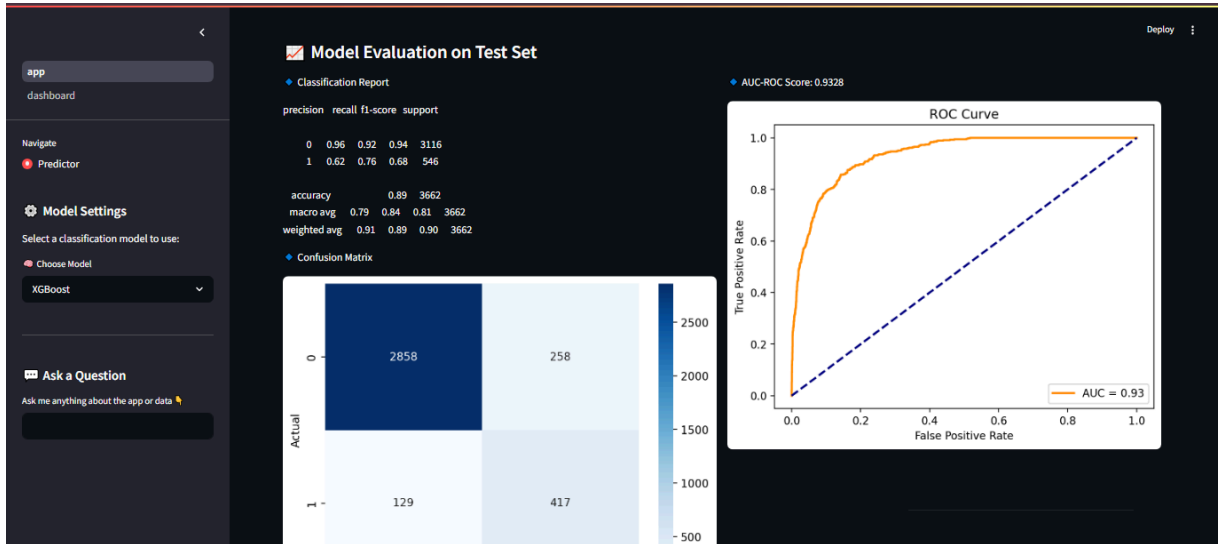 Deploy
app
dashboard
Navigate
Predictor
Model Settings
Select a classification model to use:
Choose Model
XGBoost
Ask a Question
Ask me anything about the app or data
Model Evaluation on Test Set
Classification Report
precision recall f1-score support
0 0.96 0.92 0.94 3116
1 0.62 0.76 0.68 546
accuracy 0.89 3662
macro avg 0.79 0.84 0.81 3662
weighted avg 0.91 0.89 0.90 3662
Confusion Matrix
Actual
0
1
2858 258
129 417
2500
2000
1500
1000
500
AUC-ROC Score: 0.9328
ROC Curve
True Positive Rate
1.0
0.8
0.6
0.4
0.2
0.0
0.0 0.2 0.4 0.6 0.8 1.0
False Positive Rate
AUC = 0.93